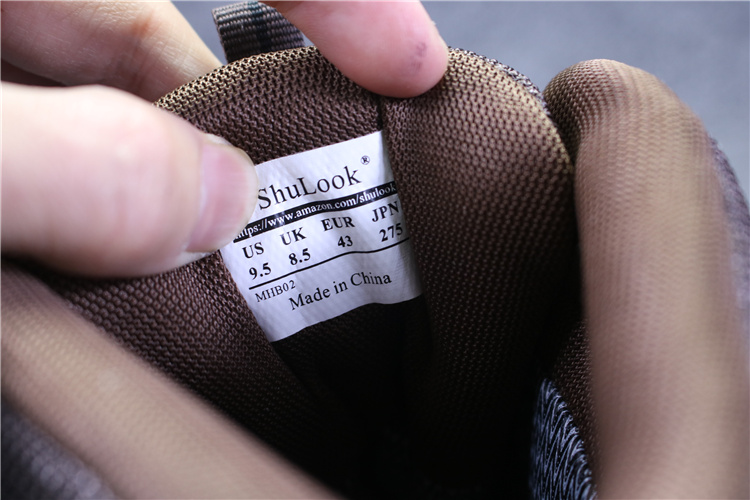 ShuLook®
https://www.amazon.com/shulook
US UK EUR JPN
9.5 8.5 43 275
MHB02
Made in China